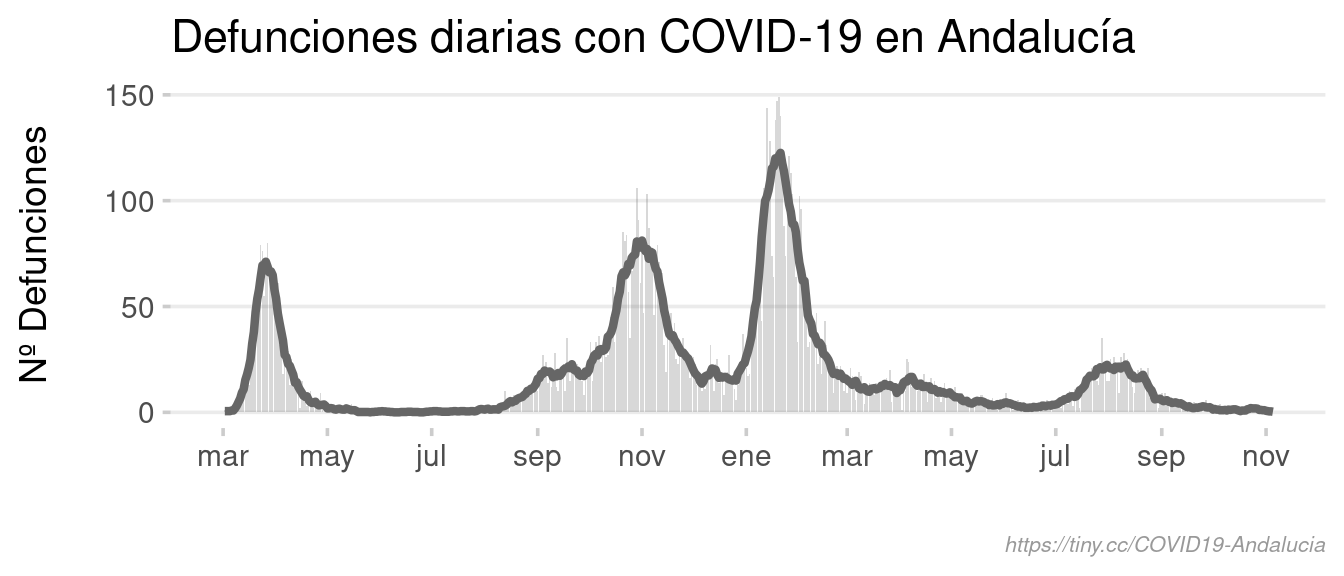 Defunciones diarias con COVID-19 en Andalucía
Nº Defunciones
150
100
50
0
mar may jul sep nov ene mar may jul sep nov
https://tiny.cc/COVID19-Andalucia